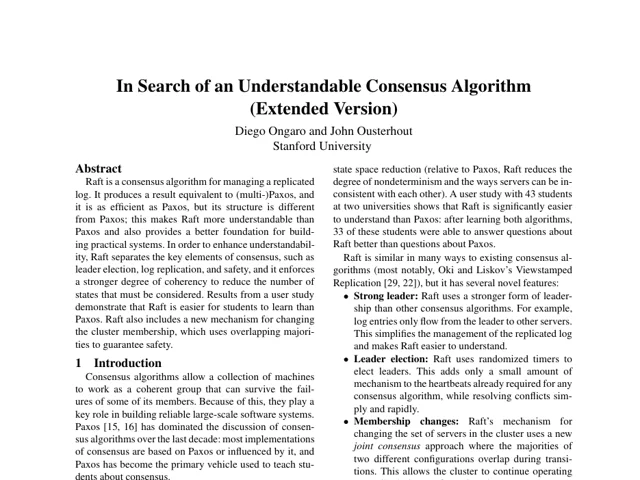 In Search of an Understandable Consensus Algorithm
(Extended Version)
Diego Ongaro and John Ousterhout
Stanford University
Abstract
Raft is a consensus algorithm for managing a replicated
log. It produces a result equivalent to (multi-)Paxos, and
it is as efficient as Paxos, but its structure is different
from Paxos; this makes Raft more understandable than
Paxos and also provides a better foundation for build-
ing practical systems. In order to enhance understandabil-
ity, Raft separates the key elements of consensus, such as
leader election, log replication, and safety, and it enforces
a stronger degree of coherency to reduce the number of
states that must be considered. Results from a user study
demonstrate that Raft is easier for students to learn than
Paxos. Raft also includes a new mechanism for changing
the cluster membership, which uses overlapping majori-
ties to guarantee safety.
1 Introduction
Consensus algorithms allow a collection of machines
to work as a coherent group that can survive the fail-
ures of some of its members. Because of this, they play a
key role in building reliable large-scale software systems.
Paxos [15, 16] has dominated the discussion of consen-
sus algorithms over the last decade: most implementations
of consensus are based on Paxos or influenced by it, and
Paxos has become the primary vehicle used to teach stu-
dents about consensus.
state space reduction (relative to Paxos, Raft reduces the
degree of nondeterminism and the ways servers can be in-
consistent with each other). A user study with 43 students
at two universities shows that Raft is significantly easier
to understand than Paxos: after learning both algorithms,
33 of these students were able to answer questions about
Raft better than questions about Paxos.
Raft is similar in many ways to existing consensus al-
gorithms (most notably, Oki and Liskov's Viewstamped
Replication [29, 22]), but it has several novel features:
• Strong leader: Raft uses a stronger form of leader-
ship than other consensus algorithms. For example,
log entries only flow from the leader to other servers.
This simplifies the management of the replicated log
and makes Raft easier to understand.
• Leader election: Raft uses randomized timers to
elect leaders. This adds only a small amount of
mechanism to the heartbeats already required for any
consensus algorithm, while resolving conflicts sim-
ply and rapidly.
• Membership changes: Raft's mechanism for
changing the set of servers in the cluster uses a new
joint consensus approach where the majorities of
two different configurations overlap during transi-
tions. This allows the cluster to continue operating